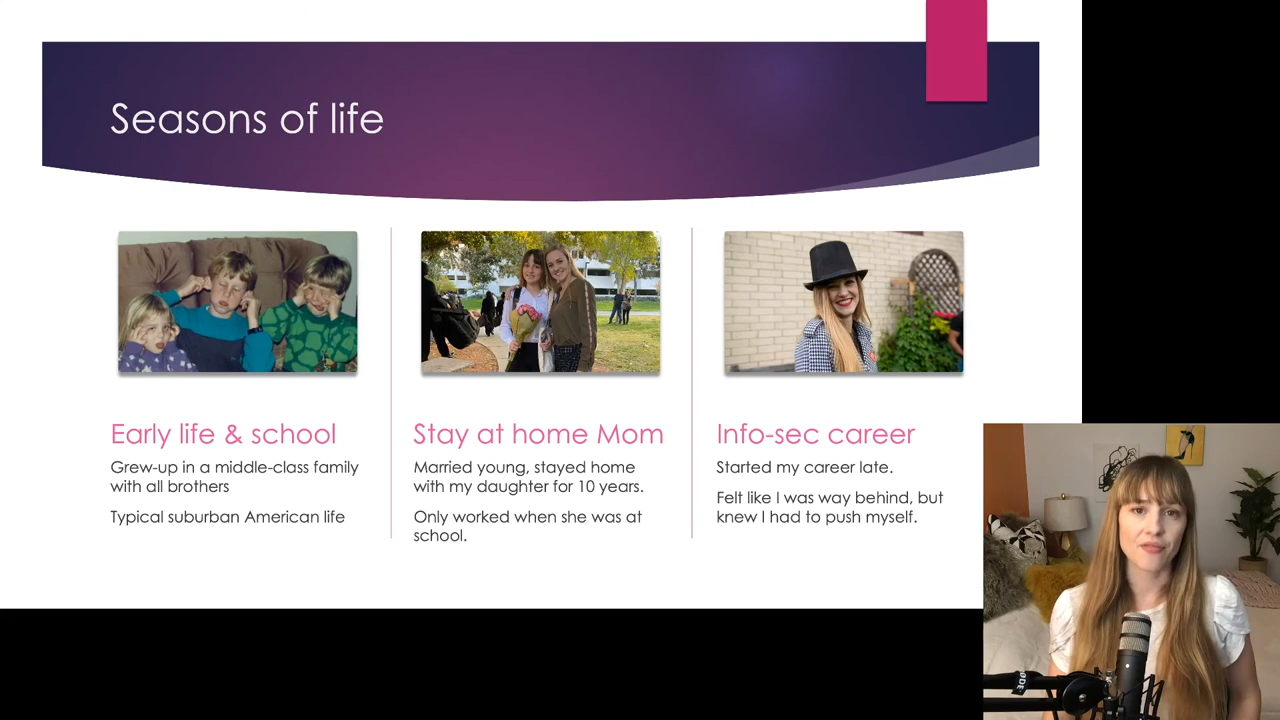 Seasons of life
Early life & school
Grew-up in a middle-class family
with all brothers
Typical suburban American life
Stay at home Mom
Married young, stayed home
with my daughter for 10 years.
Only worked when she was at
school.
Info-sec career
Started my career late.
Felt like I was way behind, but
knew I had to push myself.